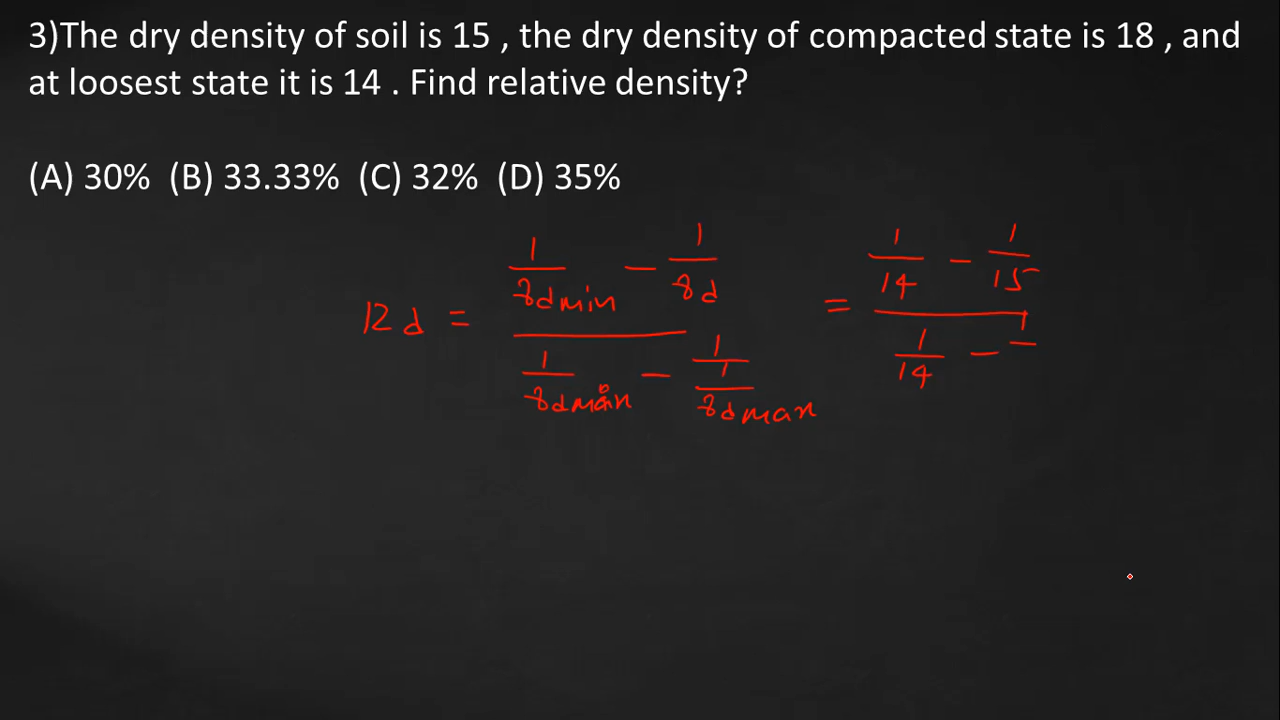 3)The dry density of soil is 15 , the dry density of compacted state is 18 , and
at loosest state it is 14 . Find relative density?
(A) 30% (B) 33.33% (C) 32% (D) 35%
Rd = (1/γdmin − 1/γd) / (1/γdmin − 1/1/γdmax) = (1/14 − 1/15) / (1/14 − 1/